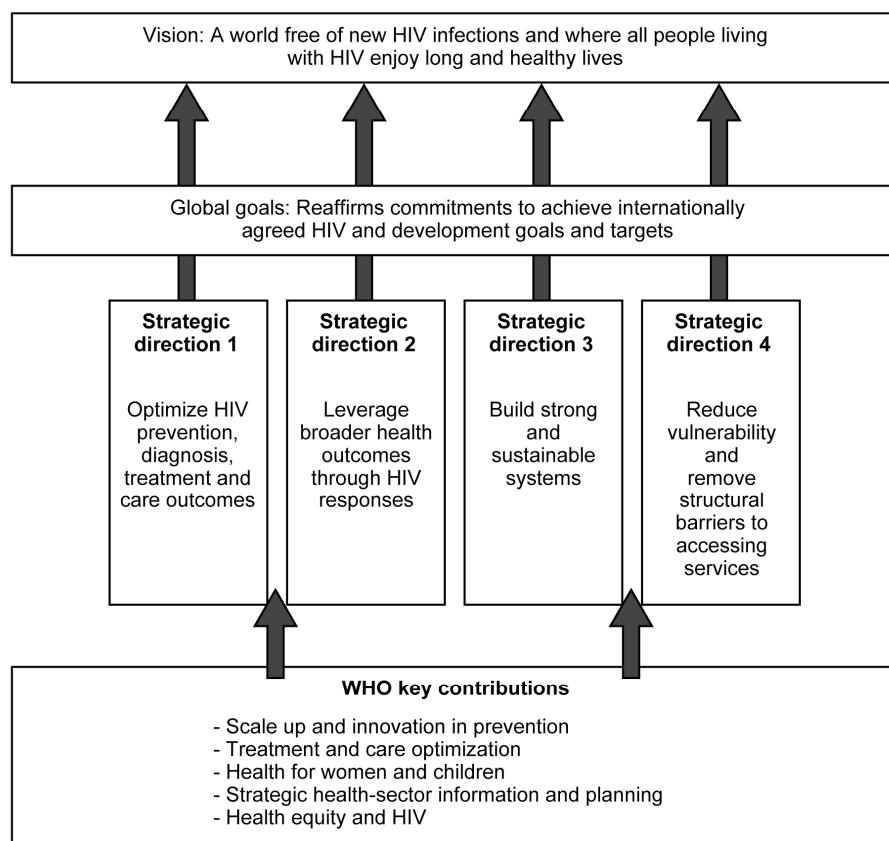 Vision: A world free of new HIV infections and where all people living
with HIV enjoy long and healthy lives
Global goals: Reaffirms commitments to achieve internationally
agreed HIV and development goals and targets
Strategic
direction 1
Optimize HIV
prevention,
diagnosis,
treatment and
care outcomes
Strategic
direction 2
Leverage
broader health
outcomes
through HIV
responses
Strategic
direction 3
Build strong
and
sustainable
systems
Strategic
direction 4
Reduce
vulnerability
and
remove
structural
barriers to
accessing
services
WHO key contributions
- Scale up and innovation in prevention
- Treatment and care optimization
- Health for women and children
- Strategic health-sector information and planning
- Health equity and HIV